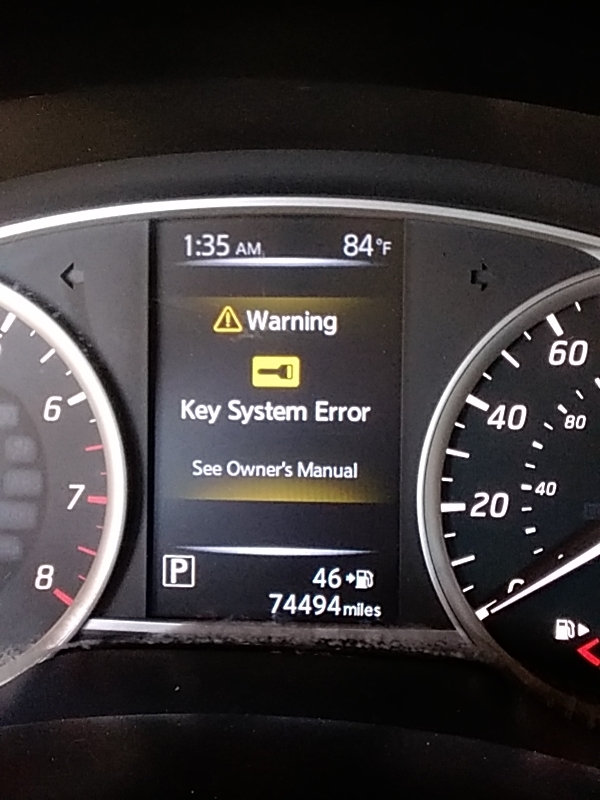 1:35 AM 84°F
Warning
Key System Error
See Owner's Manual
P 46
74494 miles
6
7
8
60
40
80
20
40
0